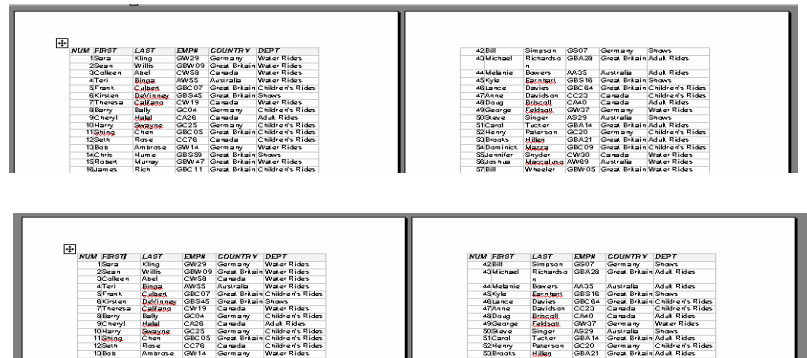 NUM FIRST LAST EMP# COUNTRY DEPT
1 Sara Kling GW29 Germany Water Rides
2 Sean Willis GBW09 Great Britain Water Rides
3 Colleen Abel CW58 Canada Water Rides
4 Teri Binga AW55 Australia Water Rides
5 Frank Culbert GBC07 Great Britain Children's Rides
6 Kirsten DeVinney GBS45 Great Britain Shows
7 Theresa Califano CW19 Canada Water Rides
8 Barry Bally GC04 Germany Children's Rides
9 Cheryl Halal CA26 Canada Adult Rides
10 Harry Swayne GC25 Germany Children's Rides
11 Shing Chen GBC05 Great Britain Children's Rides
12 Seth Rose CC76 Canada Children's Rides
13 Bob Ambrose GW14 Germany Water Rides
14 Chris Hume GBS59 Great Britain Shows
15 Robert Murray GBW47 Great Britain Water Rides
16 James Rich GBC11 Great Britain Children's Rides
42 Bill Simpson GS07 Germany Shows
43 Michael Richardso GBA28 Great Britain Adult Rides
n
44 Melanie Bowers AA35 Australia Adult Rides
45 Kyle Earnhart GBS16 Great Britain Shows
46 Lance Davies GBC64 Great Britain Children's Rides
47 Anne Davidson CC23 Canada Children's Rides
48 Doug Briscoll CA40 Canada Adult Rides
49 George Feldsott GW37 Germany Water Rides
50 Steve Singer AS29 Australia Shows
51 Carol Tucker GBA14 Great Britain Adult Rides
52 Henry Paterson GC20 Germany Children's Rides
53 Brooks Hillen GBA21 Great Britain Adult Rides
54 Dominick Mazza GBC09 Great Britain Children's Rides
55 Jennifer Snyder CW30 Canada Water Rides
56 Joshua Maccaluso AW69 Australia Water Rides
57 Bill Wheeler GBW05 Great Britain Water Rides
NUM FIRST LAST EMP# COUNTRY DEPT
1 Sara Kling GW29 Germany Water Rides
2 Sean Willis GBW09 Great Britain Water Rides
3 Colleen Abel CW58 Canada Water Rides
4 Teri Binga AW55 Australia Water Rides
5 Frank Culbert GBC07 Great Britain Children's Rides
6 Kirsten DeVinney GBS45 Great Britain Shows
7 Theresa Califano CW19 Canada Water Rides
8 Barry Bally GC04 Germany Children's Rides
9 Cheryl Halal CA26 Canada Adult Rides
10 Harry Swayne GC25 Germany Children's Rides
11 Shing Chen GBC05 Great Britain Children's Rides
12 Seth Rose CC76 Canada Children's Rides
13 Bob Ambrose GW14 Germany Water Rides
NUM FIRST LAST EMP# COUNTRY DEPT
42 Bill Simpson GS07 Germany Shows
43 Michael Richardso GBA28 Great Britain Adult Rides
n
44 Melanie Bowers AA35 Australia Adult Rides
45 Kyle Earnhart GBS16 Great Britain Shows
46 Lance Davies GBC64 Great Britain Children's Rides
47 Anne Davidson CC23 Canada Children's Rides
48 Doug Briscoll CA40 Canada Adult Rides
49 George Feldsott GW37 Germany Water Rides
50 Steve Singer AS29 Australia Shows
51 Carol Tucker GBA14 Great Britain Adult Rides
52 Henry Paterson GC20 Germany Children's Rides
53 Brooks Hillen GBA21 Great Britain Adult Rides